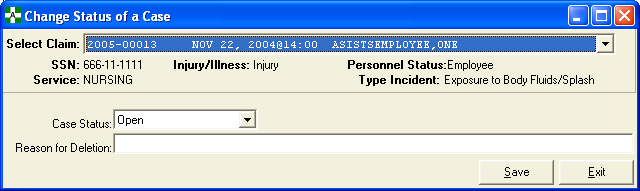 Change Status of a Case
Select Claim: 2005-00013 NOV 22, 2004@14:00 ASISTSEMPLOYEE,ONE
SSN: 666-11-1111 Injury/Illness: Injury Personnel Status: Employee
Service: NURSING Type Incident: Exposure to Body Fluids/Splash
Case Status: Open
Reason for Deletion:
Save Exit